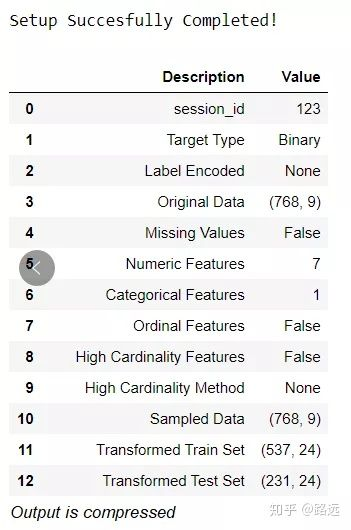 Setup Succesfully Completed!
Description Value
0 session_id 123
1 Target Type Binary
2 Label Encoded None
3 Original Data (768, 9)
4 Missing Values False
5 Numeric Features 7
6 Categorical Features 1
7 Ordinal Features False
8 High Cardinality Features False
9 High Cardinality Method None
10 Sampled Data (768, 9)
11 Transformed Train Set (537, 24)
12 Transformed Test Set (231, 24)
Output is compressed
知乎 @路远